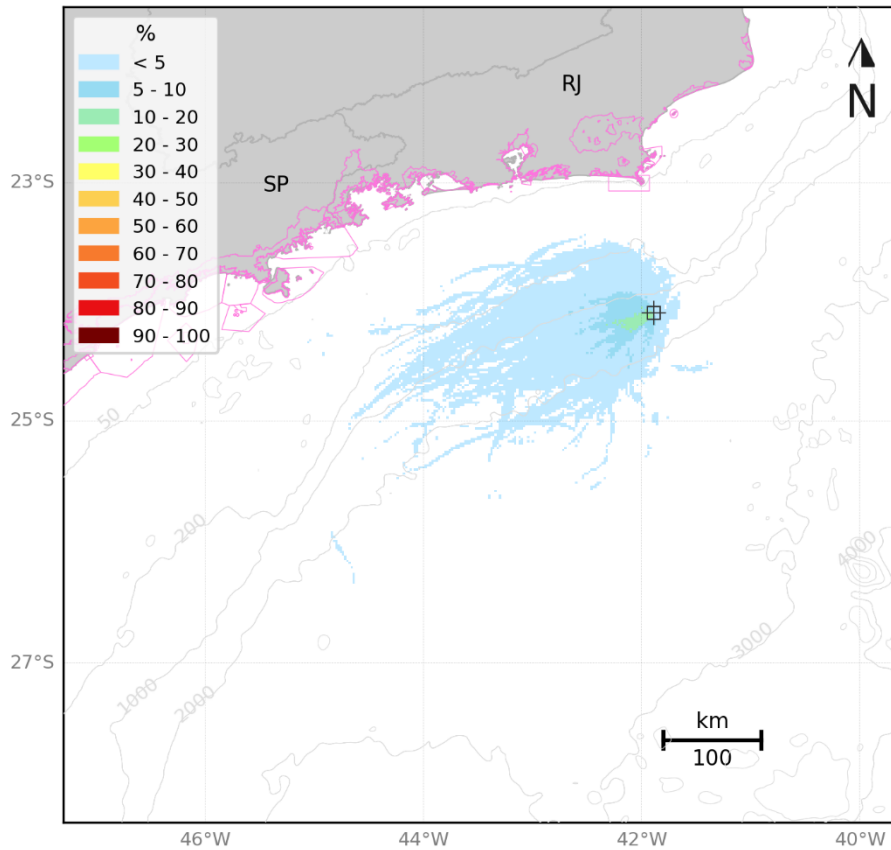 %
< 5
5 - 10
10 - 20
20 - 30
30 - 40
40 - 50
50 - 60
60 - 70
70 - 80
80 - 90
90 - 100
RJ
SP
N
23°S
25°S
27°S
50
200
1000
2000
3000
4000
km
100
46°W
44°W
42°W
40°W